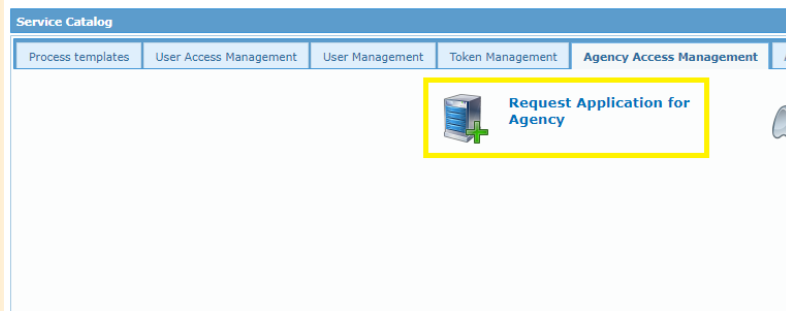 Service Catalog
Process templates User Access Management User Management Token Management Agency Access Management
Request Application for
Agency